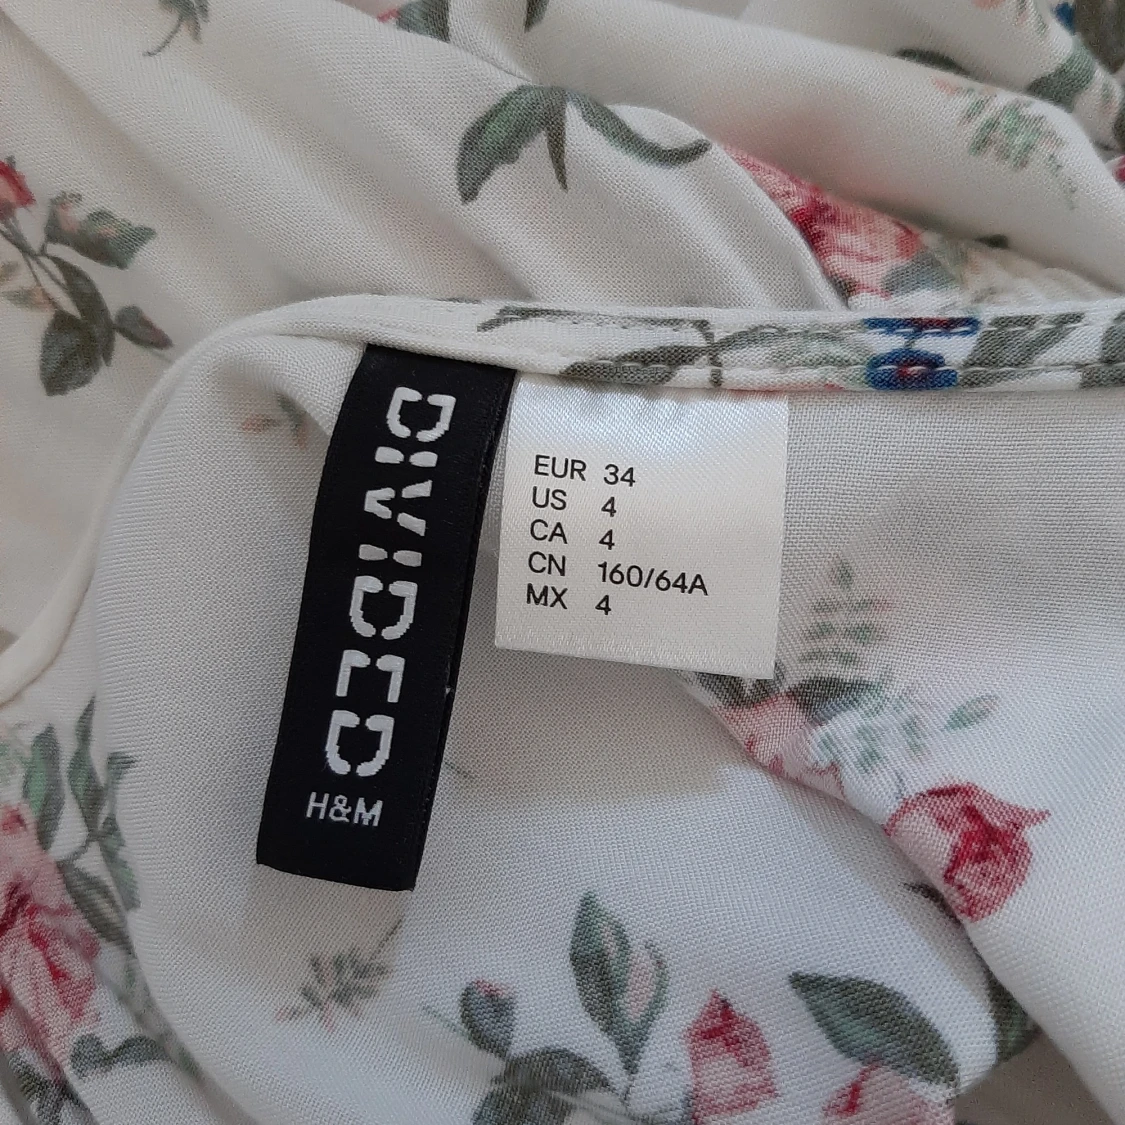 DIVIDED
H&M
EUR 34
US 4
CA 4
CN 160/64A
MX 4